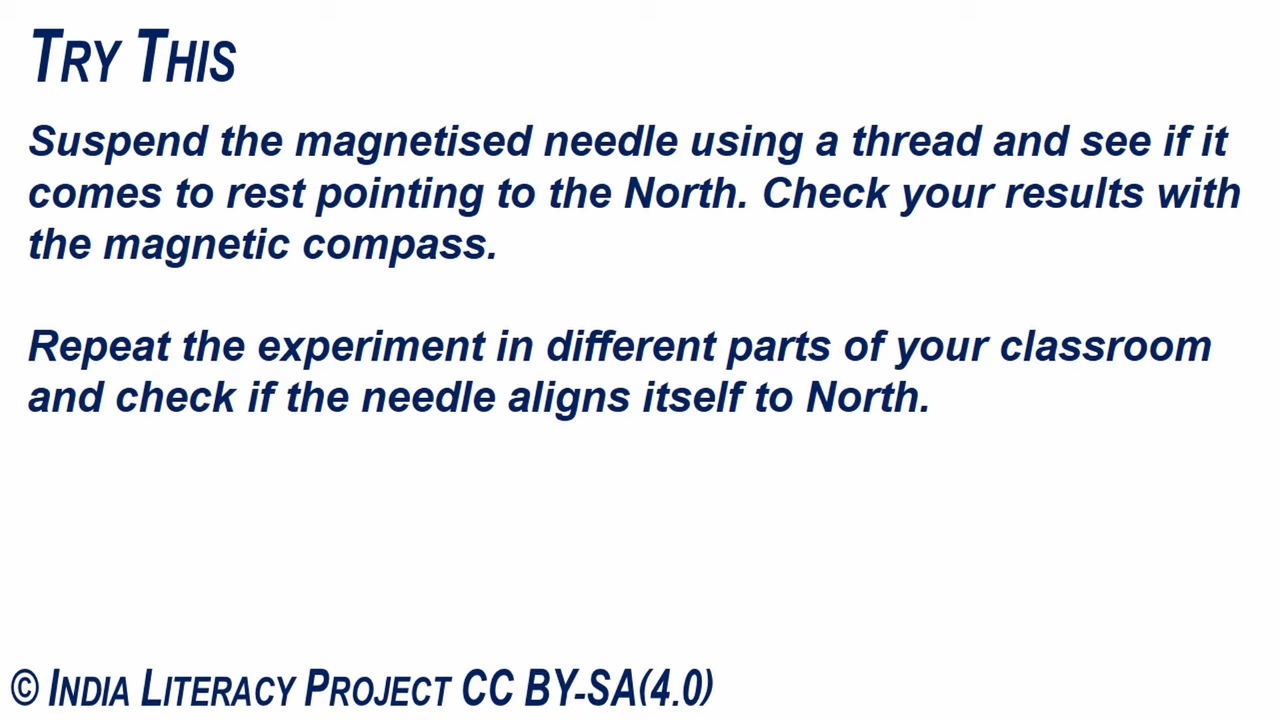 TRY THIS
Suspend the magnetised needle using a thread and see if it
comes to rest pointing to the North. Check your results with
the magnetic compass.
Repeat the experiment in different parts of your classroom
and check if the needle aligns itself to North.
© INDIA LITERACY PROJECT CC BY-SA(4.0)